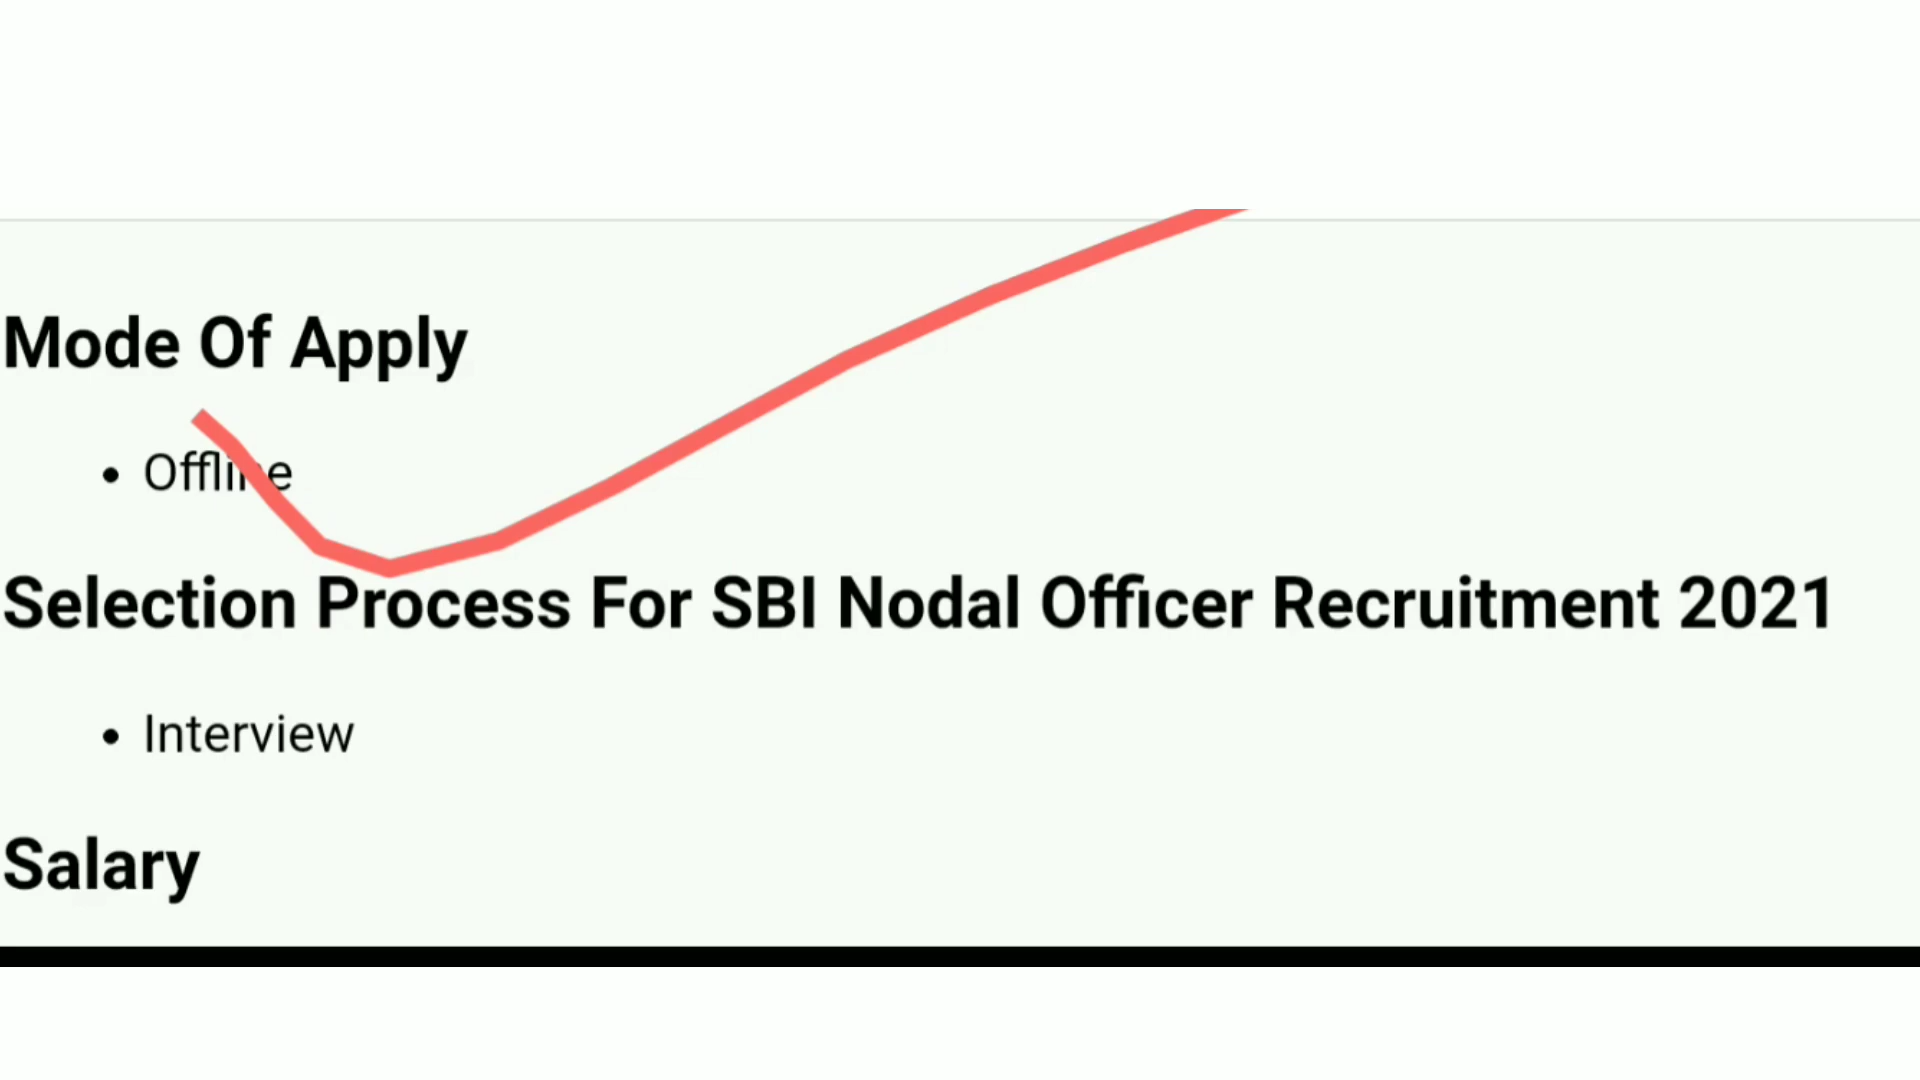 Mode Of Apply
• Offline
Selection Process For SBI Nodal Officer Recruitment 2021
• Interview
Salary